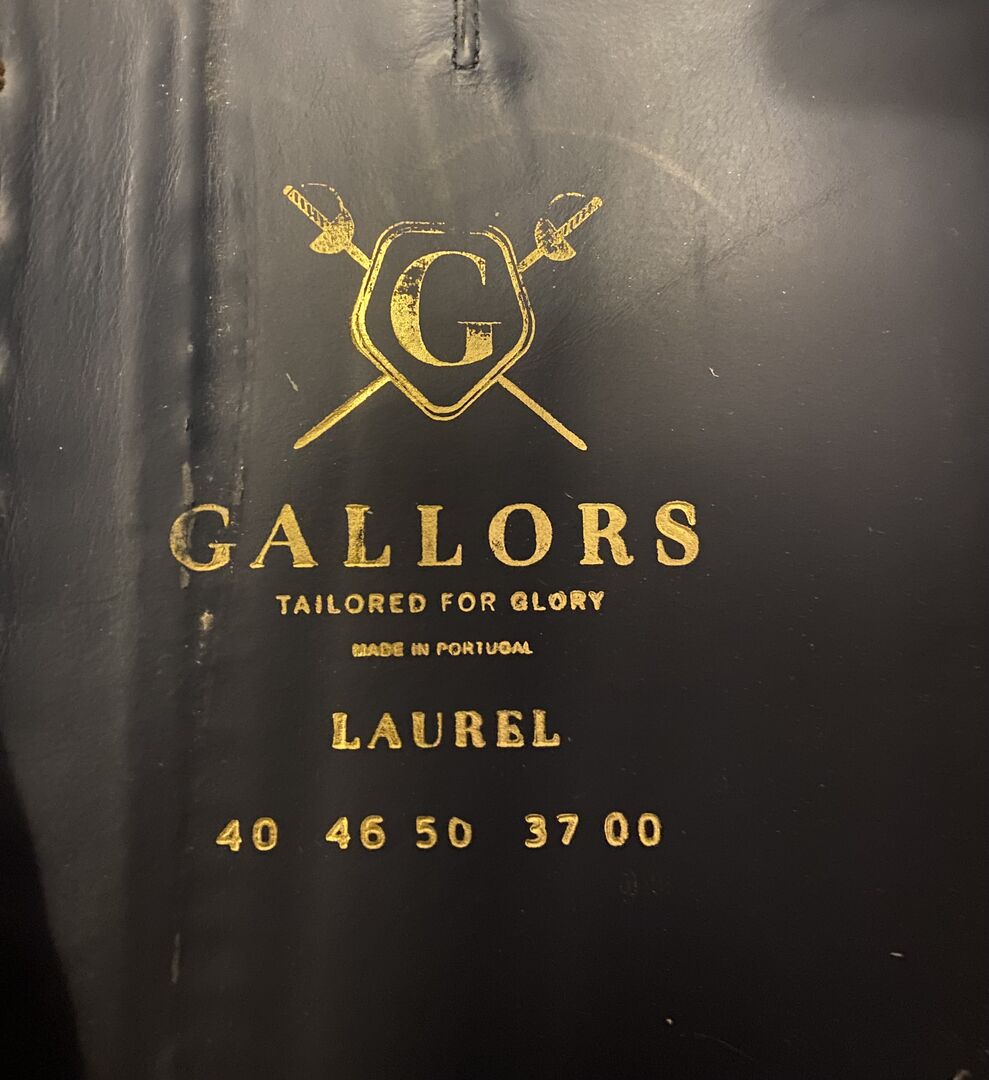 G
GALLORS
TAILORED FOR GLORY
MADE IN PORTUGAL
LAUREL
40 46 50 37 00